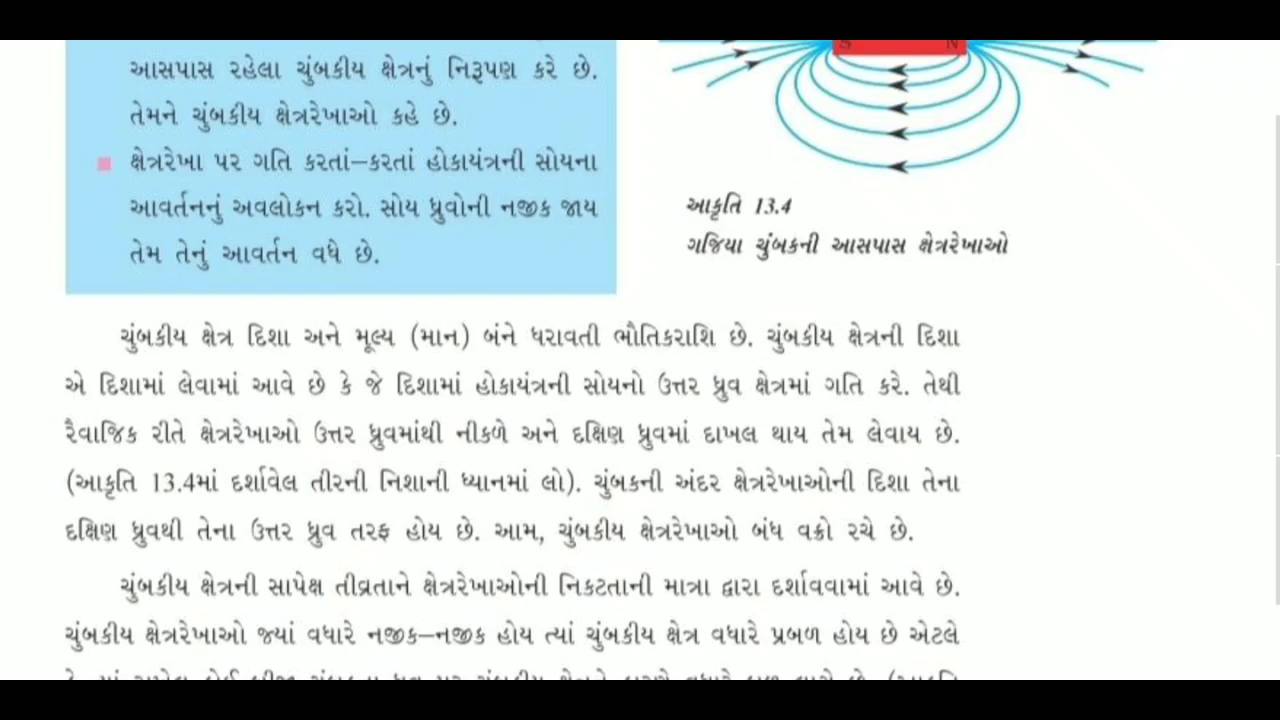 S N
આસપાસ રહેલા ચુંબકીય ક્ષેત્રનું નિરૂપણ કરે છે.
તેમને ચુંબકીય ક્ષેત્રરેખાઓ કહે છે.
ક્ષેત્રરેખા પર ગતિ કરતાં–કરતાં હોકાયંત્રની સોયના
આવર્તનનું અવલોકન કરો. સોય ધ્રુવોની નજીક જાય
તેમ તેનું આવર્તન વધે છે.
આકૃતિ 13.4
ગજિયા ચુંબકની આસપાસ ક્ષેત્રરેખાઓ
ચુંબકીય ક્ષેત્ર દિશા અને મૂલ્ય (માન) બંને ધરાવતી ભૌતિકરાશિ છે. ચુંબકીય ક્ષેત્રની દિશા
એ દિશામાં લેવામાં આવે છે કે જે દિશામાં હોકાયંત્રની સોયનો ઉત્તર ધ્રુવ ક્ષેત્રમાં ગતિ કરે. તેથી
રૈવાજિક રીતે ક્ષેત્રરેખાઓ ઉત્તર ધ્રુવમાંથી નીકળે અને દક્ષિણ ધ્રુવમાં દાખલ થાય તેમ લેવાય છે.
(આકૃતિ 13.4માં દર્શાવેલ તીરની નિશાની ધ્યાનમાં લો). ચુંબકની અંદર ક્ષેત્રરેખાઓની દિશા તેના
દક્ષિણ ધ્રુવથી તેના ઉત્તર ધ્રુવ તરફ હોય છે. આમ, ચુંબકીય ક્ષેત્રરેખાઓ બંધ વક્રો રચે છે.
ચુંબકીય ક્ષેત્રની સાપેક્ષ તીવ્રતાને ક્ષેત્રરેખાઓની નિકટતાની માત્રા દ્વારા દર્શાવવામાં આવે છે.
ચુંબકીય ક્ષેત્રરેખાઓ જ્યાં વધારે નજીક–નજીક હોય ત્યાં ચુંબકીય ક્ષેત્ર વધારે પ્રબળ હોય છે એટલે